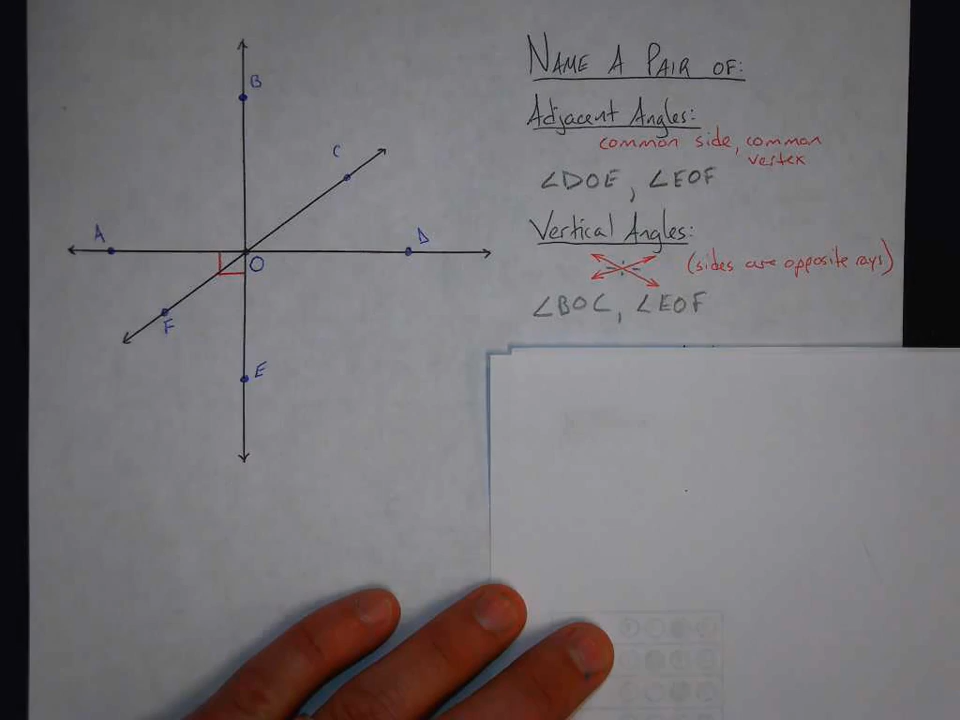 NAME A PAIR OF:
Adjacent Angles:
common side, common
vertex
∠DOE, ∠EOF
Vertical Angles:
(sides are opposite rays)
∠BOC, ∠EOF
B
C
A
D
O
F
E